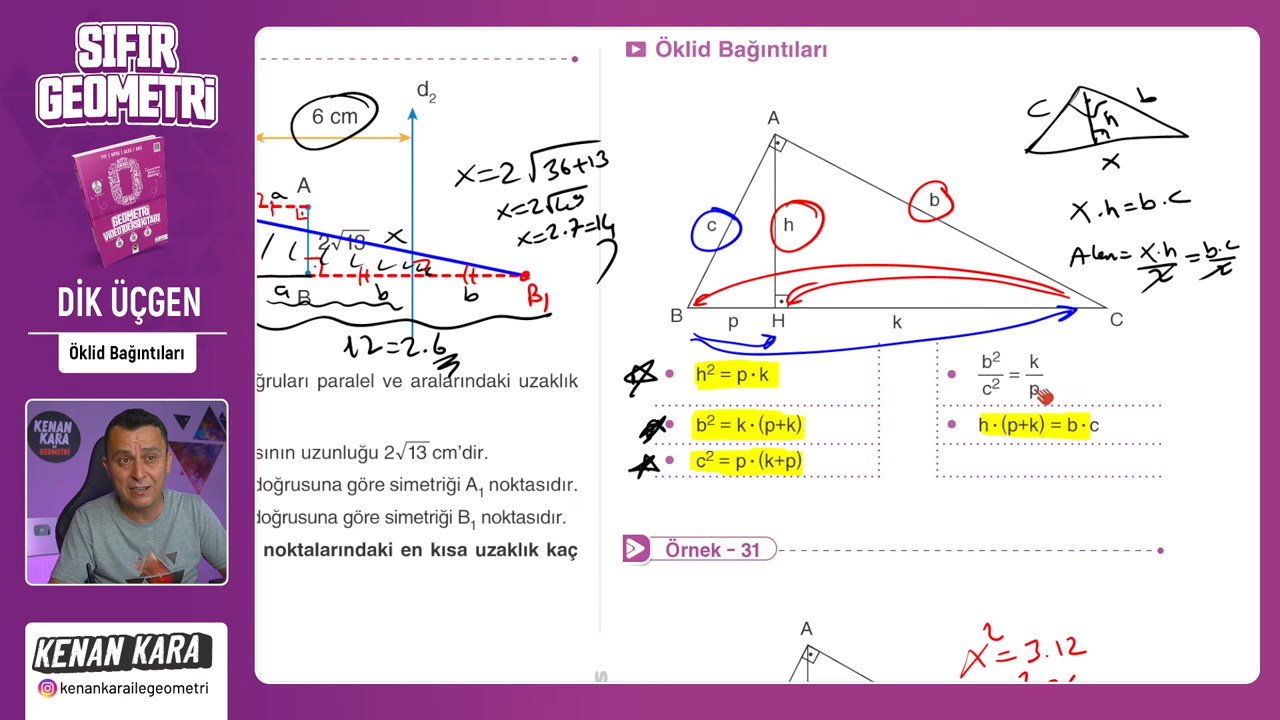 SIFIR
GEOMETRİ
GEOMETRİ
VİDEO DERS KİTABI
DİK ÜÇGEN
Öklid Bağıntıları
KENAN
KARA
GEOMETRİ
KENAN KARA
kenankarailegeometri
6 cm
d2
A
a
2√13
x
B
a
b
b
B1
12=2.6
x=2√36+13
x=2√49
x=2.7=14
ğruları paralel ve aralarındaki uzaklık
sının uzunluğu 2√13 cm'dir.
doğrusuna göre simetriği A1 noktasıdır.
doğrusuna göre simetriği B1 noktasıdır.
noktalarındaki en kısa uzaklık kaç
Öklid Bağıntıları
A
c
h
b
B
p
H
k
C
c
b
h
x
x.h=b.c
Alan=x.h/2=b.c/2
h² = p·k
b² = k·(p+k)
c² = p·(k+p)
b²/c² = k/p
h·(p+k) = b·c
Örnek - 31
A
x²=3.12